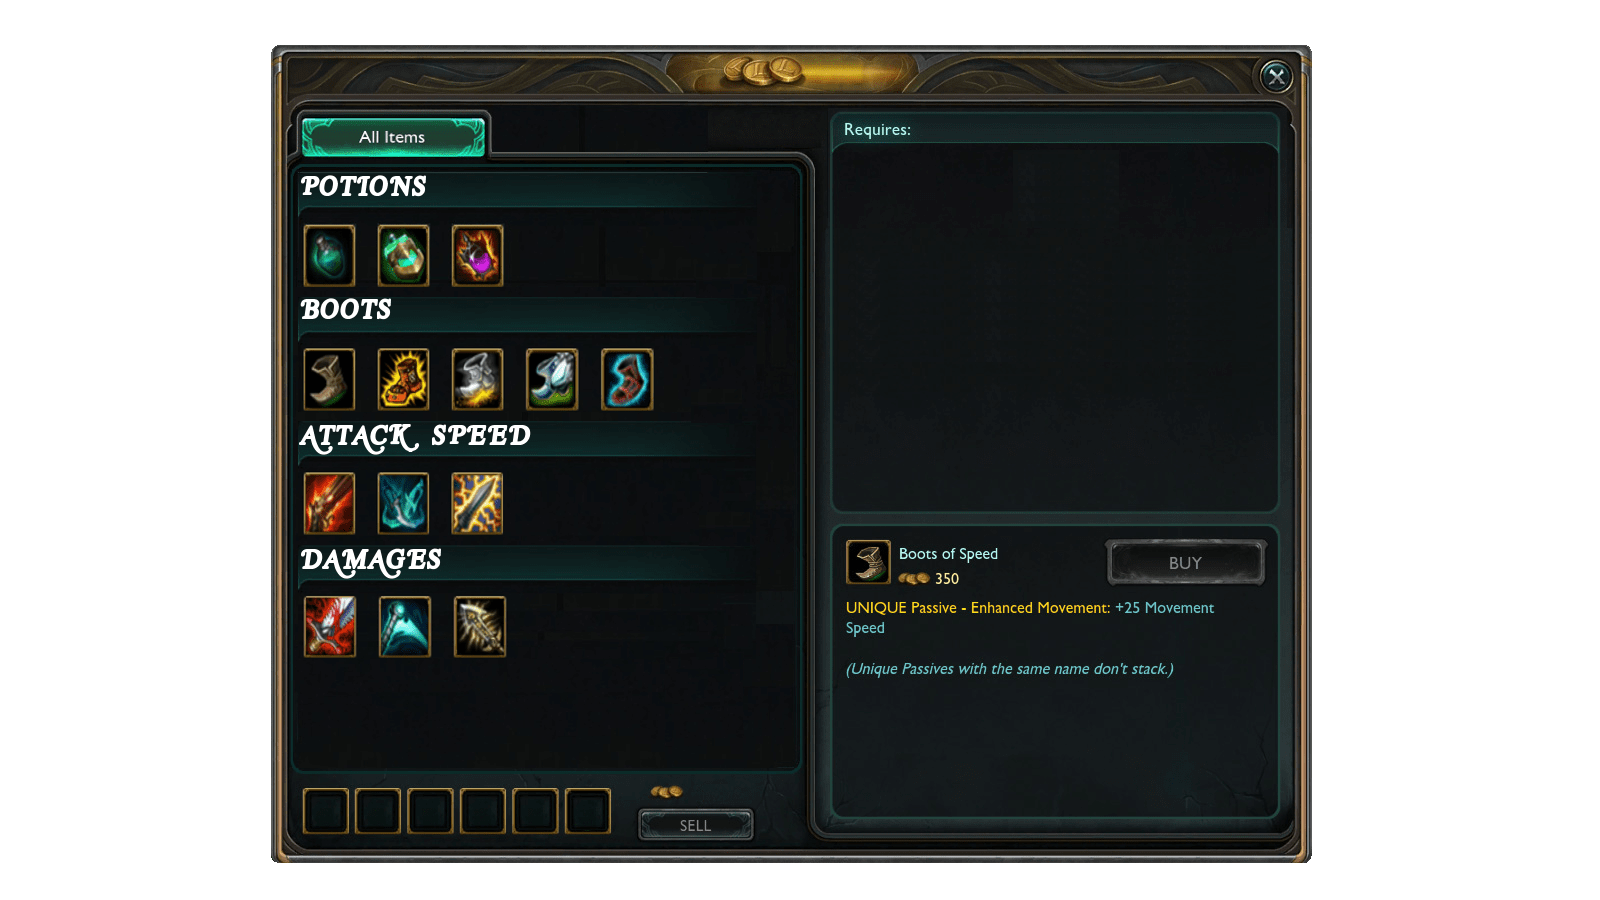 All Items
POTIONS
BOOTS
ATTACK SPEED
DAMAGES
SELL
Requires:
Boots of Speed
350
BUY
UNIQUE Passive - Enhanced Movement: +25 Movement
Speed
(Unique Passives with the same name don't stack.)